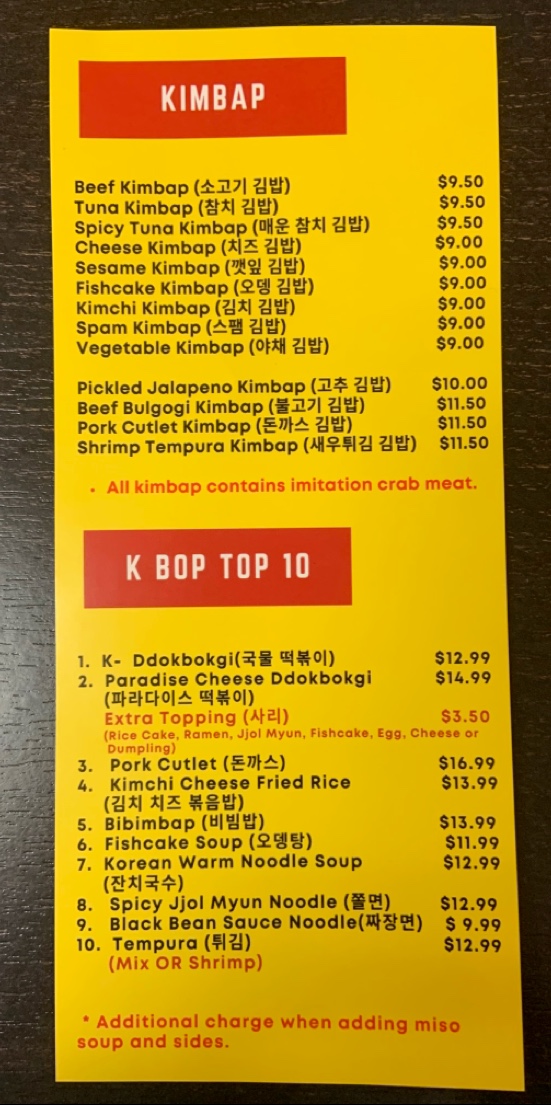 KIMBAP
Beef Kimbap (소고기 김밥) $9.50
Tuna Kimbap (참치 김밥) $9.50
Spicy Tuna Kimbap (매운 참치 김밥) $9.50
Cheese Kimbap (치즈 김밥) $9.00
Sesame Kimbap (깻잎 김밥) $9.00
Fishcake Kimbap (오뎅 김밥) $9.00
Kimchi Kimbap (김치 김밥) $9.00
Spam Kimbap (스팸 김밥) $9.00
Vegetable Kimbap (야채 김밥) $9.00
Pickled Jalapeno Kimbap (고추 김밥) $10.00
Beef Bulgogi Kimbap (불고기 김밥) $11.50
Pork Cutlet Kimbap (돈까스 김밥) $11.50
Shrimp Tempura Kimbap (새우튀김 김밥) $11.50
• All kimbap contains imitation crab meat.
K BOP TOP 10
1. K- Ddokbokgi(국물 떡볶이) $12.99
2. Paradise Cheese Ddokbokgi $14.99
(파라다이스 떡볶이)
Extra Topping (사리) $3.50
(Rice Cake, Ramen, Jjol Myun, Fishcake, Egg, Cheese or
Dumpling)
3. Pork Cutlet (돈까스) $16.99
4. Kimchi Cheese Fried Rice $13.99
(김치 치즈 볶음밥)
5. Bibimbap (비빔밥) $13.99
6. Fishcake Soup (오뎅탕) $11.99
7. Korean Warm Noodle Soup $12.99
(잔치국수)
8. Spicy Jjol Myun Noodle (쫄면) $12.99
9. Black Bean Sauce Noodle(짜장면) $ 9.99
10. Tempura (튀김) $12.99
(Mix OR Shrimp)
* Additional charge when adding miso
soup and sides.